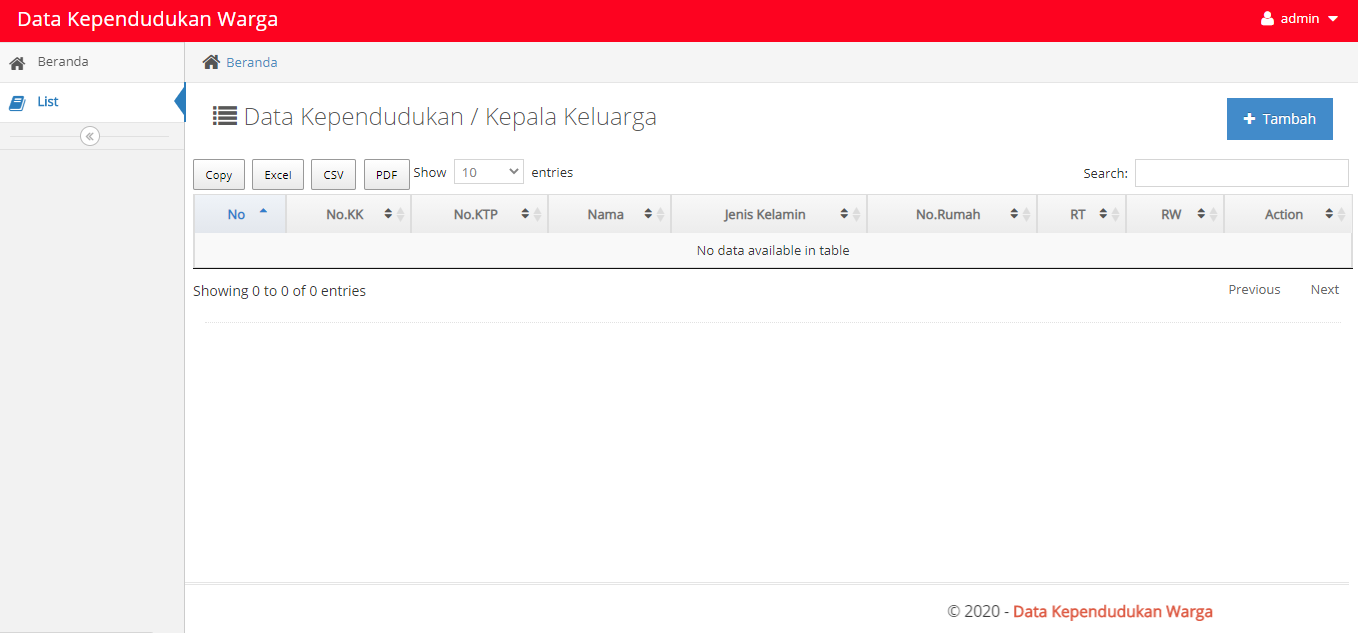 Data Kependudukan Warga
admin
Beranda
List
Beranda
Data Kependudukan / Kepala Keluarga
+ Tambah
Copy Excel CSV PDF Show 10 entries Search:
No No.KK No.KTP Nama Jenis Kelamin No.Rumah RT RW Action
No data available in table
Showing 0 to 0 of 0 entries
Previous Next
© 2020 - Data Kependudukan Warga